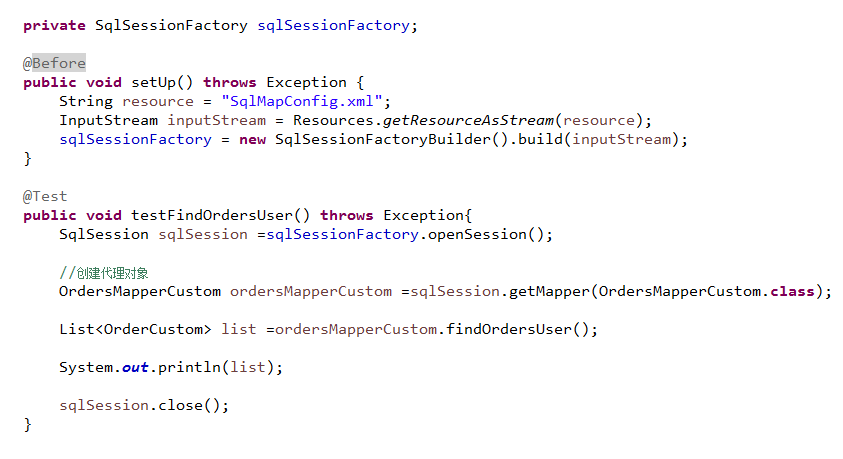 private SqlSessionFactory sqlSessionFactory;
@Before
public void setUp() throws Exception {
String resource = "SqlMapConfig.xml";
InputStream inputStream = Resources.getResourceAsStream(resource);
sqlSessionFactory = new SqlSessionFactoryBuilder().build(inputStream);
}
@Test
public void testFindOrdersUser() throws Exception{
SqlSession sqlSession =sqlSessionFactory.openSession();
//创建代理对象
OrdersMapperCustom ordersMapperCustom =sqlSession.getMapper(OrdersMapperCustom.class);
List<OrderCustom> list =ordersMapperCustom.findOrdersUser();
System.out.println(list);
sqlSession.close();
}